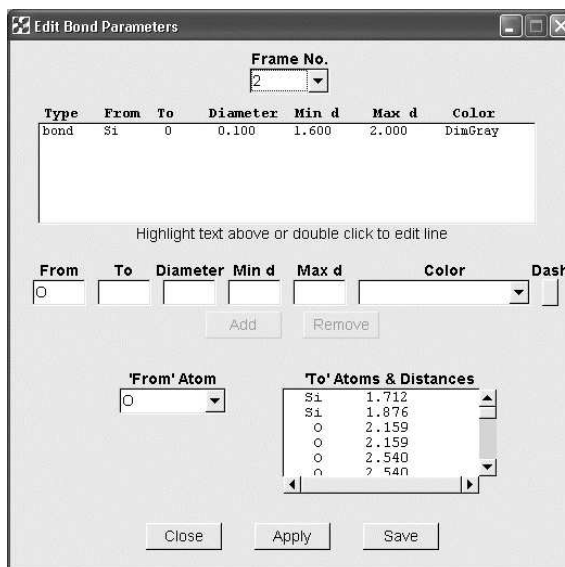 Edit Bond Parameters
Frame No.
2
Type From To Diameter Min d Max d Color
bond Si O 0.100 1.600 2.000 DimGray
Highlight text above or double click to edit line
From To Diameter Min d Max d Color Dash
O
Add Remove
'From' Atom 'To' Atoms & Distances
O
Si 1.712
Si 1.876
O 2.159
O 2.159
O 2.540
O 2.540
Close Apply Save